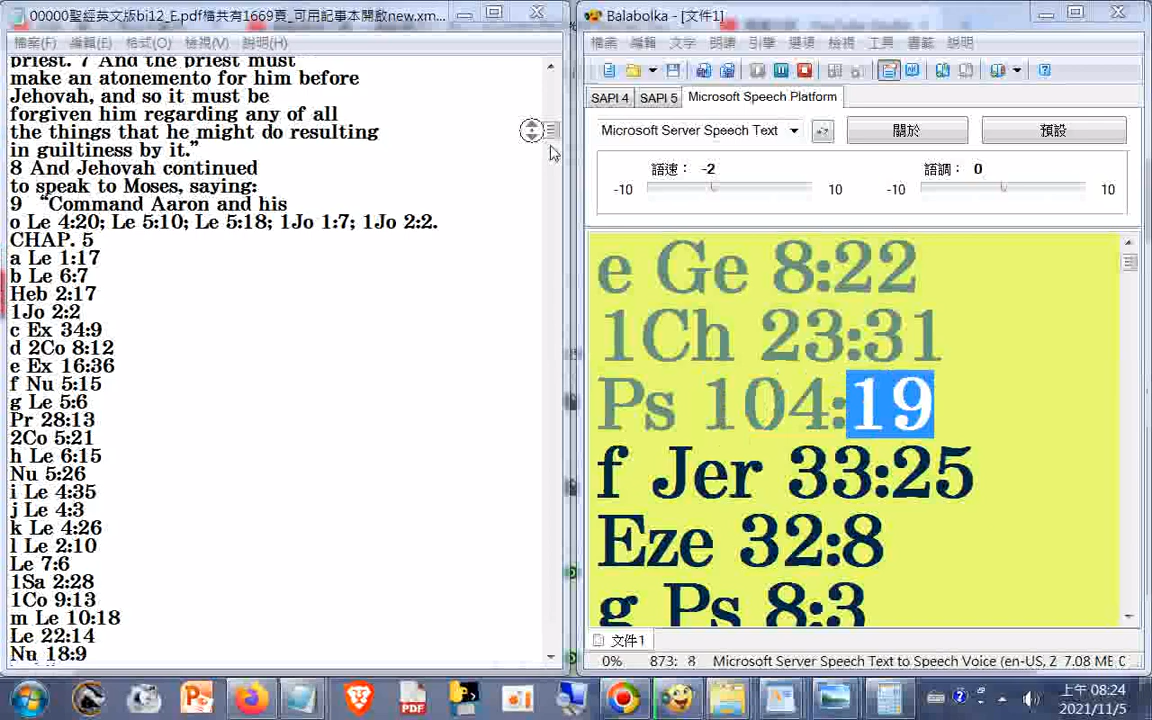 00000聖經英文版bi12_E.pdf檔共有1669頁_可用記事本開啟new.xm...
檔案(F) 編輯(E) 格式(O) 檢視(V) 說明(H)
priest. 7 And the priest must
make an atonemento for him before
Jehovah, and so it must be
forgiven him regarding any of all
the things that he might do resulting
in guiltiness by it.”
8 And Jehovah continued
to speak to Moses, saying:
9 “Command Aaron and his
o Le 4:20; Le 5:10; Le 5:18; 1Jo 1:7; 1Jo 2:2.
CHAP. 5
a Le 1:17
b Le 6:7
Heb 2:17
1Jo 2:2
c Ex 34:9
d 2Co 8:12
e Ex 16:36
f Nu 5:15
g Le 5:6
Pr 28:13
2Co 5:21
h Le 6:15
Nu 5:26
i Le 4:35
j Le 4:3
k Le 4:26
l Le 2:10
Le 7:6
1Sa 2:28
1Co 9:13
m Le 10:18
Le 22:14
Nu 18:9
Balabolka - [文件1]
檔案 編輯 文字 朗讀 引擎 選項 檢視 工具 書籤 說明
SAPI 4 SAPI 5 Microsoft Speech Platform
Microsoft Server Speech Text 關於 預設
語速： -2 語調： 0
-10 10 -10 10
e Ge 8:22
1Ch 23:31
Ps 104:19
f Jer 33:25
Eze 32:8
g Ps 8:3
文件1
0% 873: 8 Microsoft Server Speech Text to Speech Voice (en-US, 2 7.08 ME
上午 08:24
2021/11/5